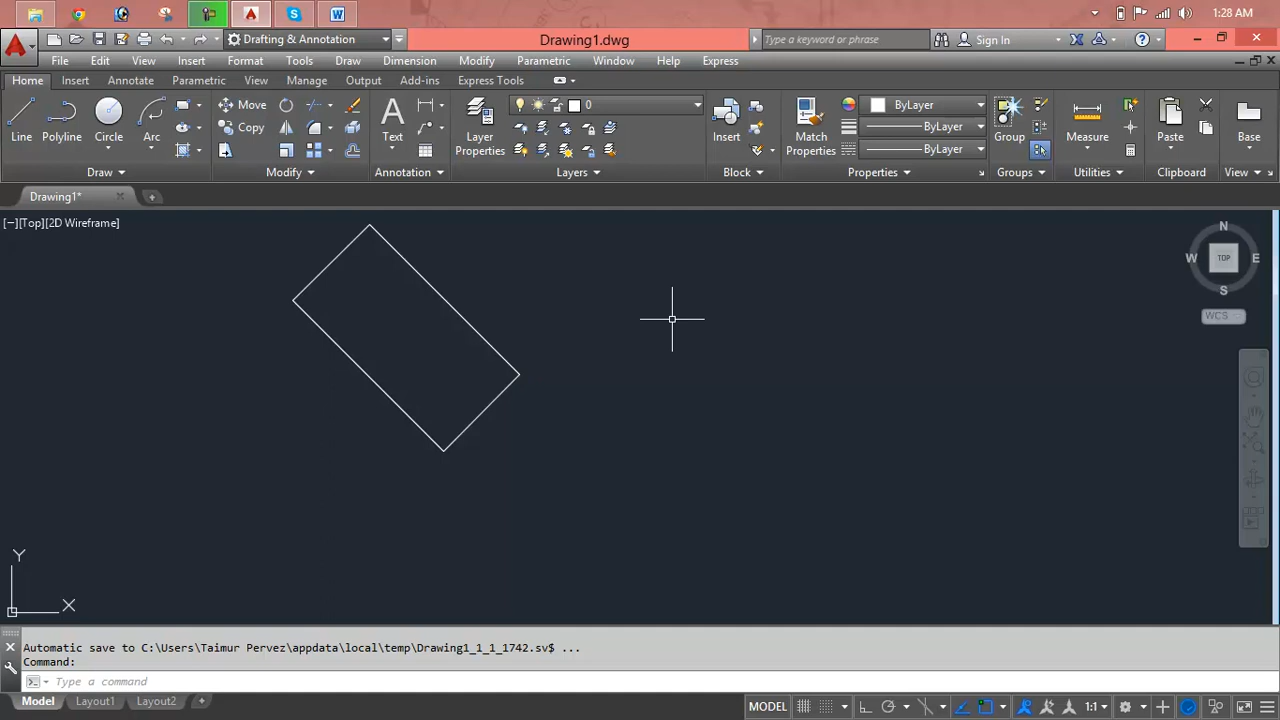 1:28 AM
Drafting & Annotation
Drawing1.dwg
Type a keyword or phrase
Sign In
File Edit View Insert Format Tools Draw Dimension Modify Parametric Window Help Express
Home Insert Annotate Parametric View Manage Output Add-ins Express Tools
Move
0
ByLayer
Copy
ByLayer
Line Polyline Circle Arc Text Layer Properties Insert Match Properties Group Measure Paste Base
ByLayer
Draw Modify Annotation Layers Block Properties Groups Utilities Clipboard View
Drawing1*
[−][Top][2D Wireframe]
N
W TOP E
S
WCS
Y
X
Automatic save to C:\Users\Taimur Pervez\appdata\local\temp\Drawing1_1_1_1742.sv$ ...
Command:
Type a command
Model Layout1 Layout2 +
MODEL 1:1